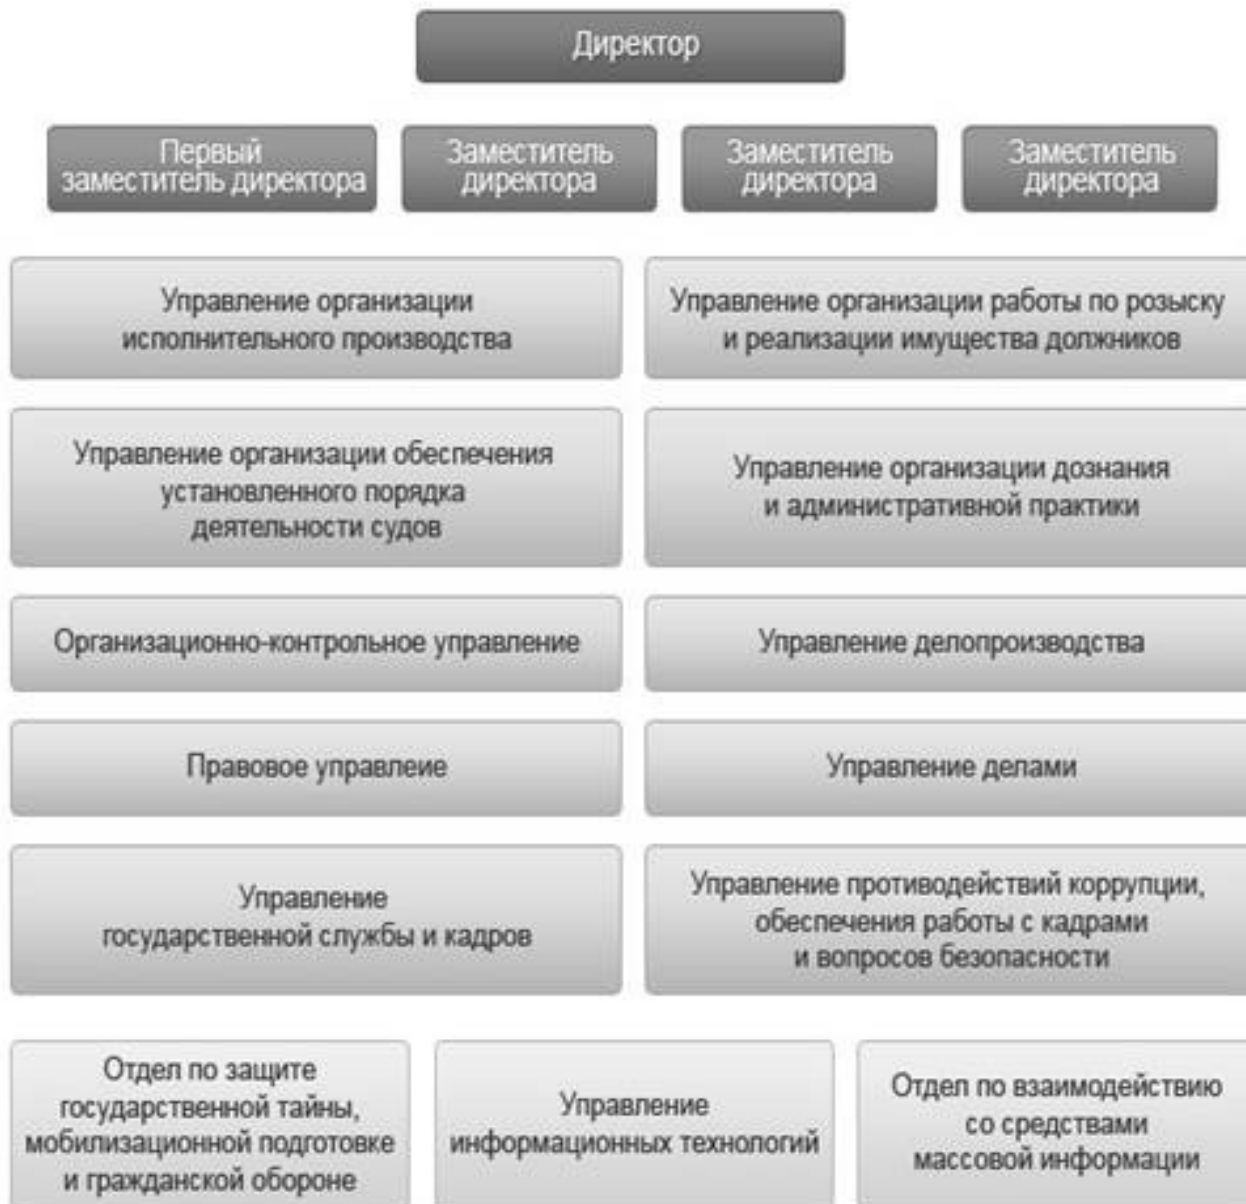 Директор
Первый
заместитель директора
Заместитель
директора
Заместитель
директора
Заместитель
директора
Управление организации
исполнительного производства
Управление организации работы по розыску
и реализации имущества должников
Управление организации обеспечения
установленного порядка
деятельности судов
Управление организации дознания
и административной практики
Организационно-контрольное управление
Управление делопроизводства
Правовое управлеие
Управление делами
Управление
государственной службы и кадров
Управление противодействий коррупции,
обеспечения работы с кадрами
и вопросов безопасности
Отдел по защите
государственной тайны,
мобилизационной подготовке
и гражданской обороне
Управление
информационных технологий
Отдел по взаимодействию
со средствами
массовой информации